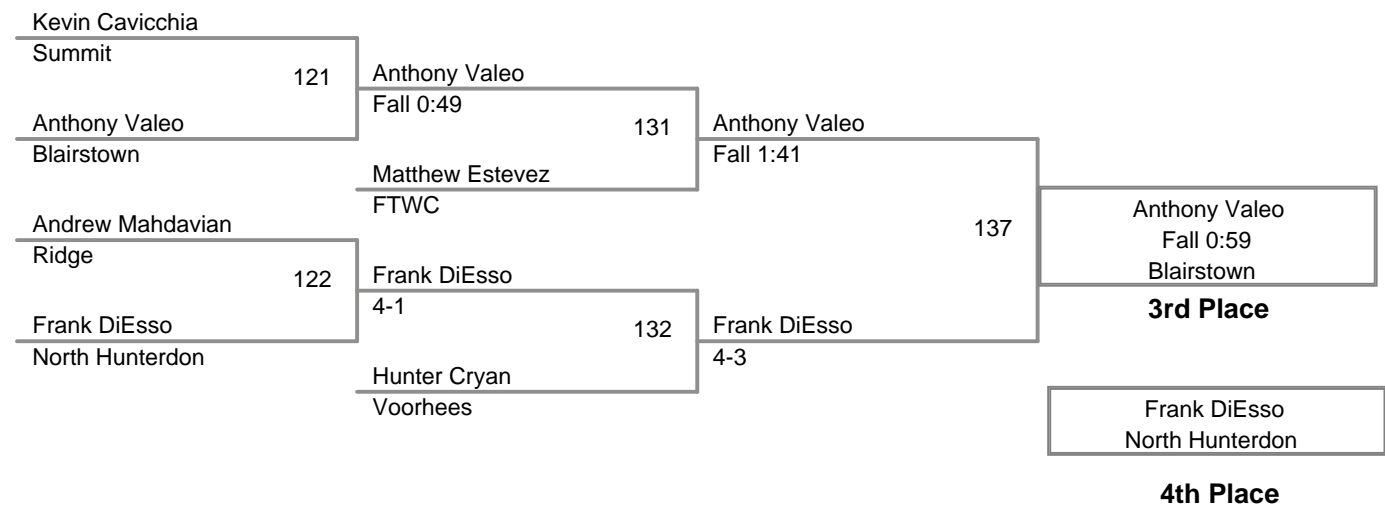 Kevin Cavicchia
Summit
121
Anthony Valeo
Blairstown
Andrew Mahdavian
Ridge
122
Frank DiEsso
North Hunterdon
Anthony Valeo
Fall 0:49
131
Matthew Estevez
FTWC
Frank DiEsso
4-1
132
Hunter Cryan
Voorhees
Anthony Valeo
Fall 1:41
137
Frank DiEsso
4-3
Anthony Valeo
Fall 0:59
Blairstown
3rd Place
Frank DiEsso
North Hunterdon
4th Place